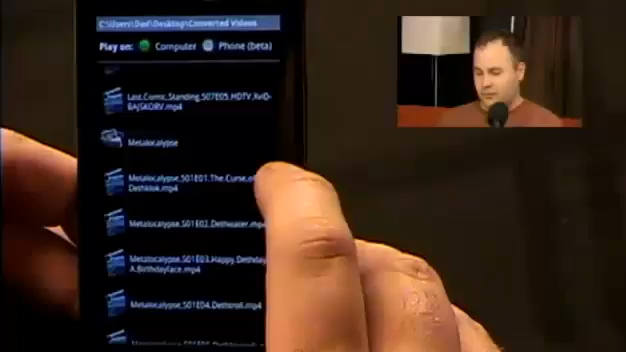 C:\Users\Dad\Desktop\Converted Videos
Play on: Computer Phone (beta)
Last.Comic.Standing.S07E05.HDTV.XviD-
BAJSKORV.mp4
Metalocalypse
Metalocalypse.S01E01.The.Curse.of
Dethklok.mp4
Metalocalypse.S01E02.Dethwater.mp4
Metalocalypse.S01E03.Happy.Dethday
A.Birthdayface.mp4
Metalocalypse.S01E04.Dethtroll.mp4